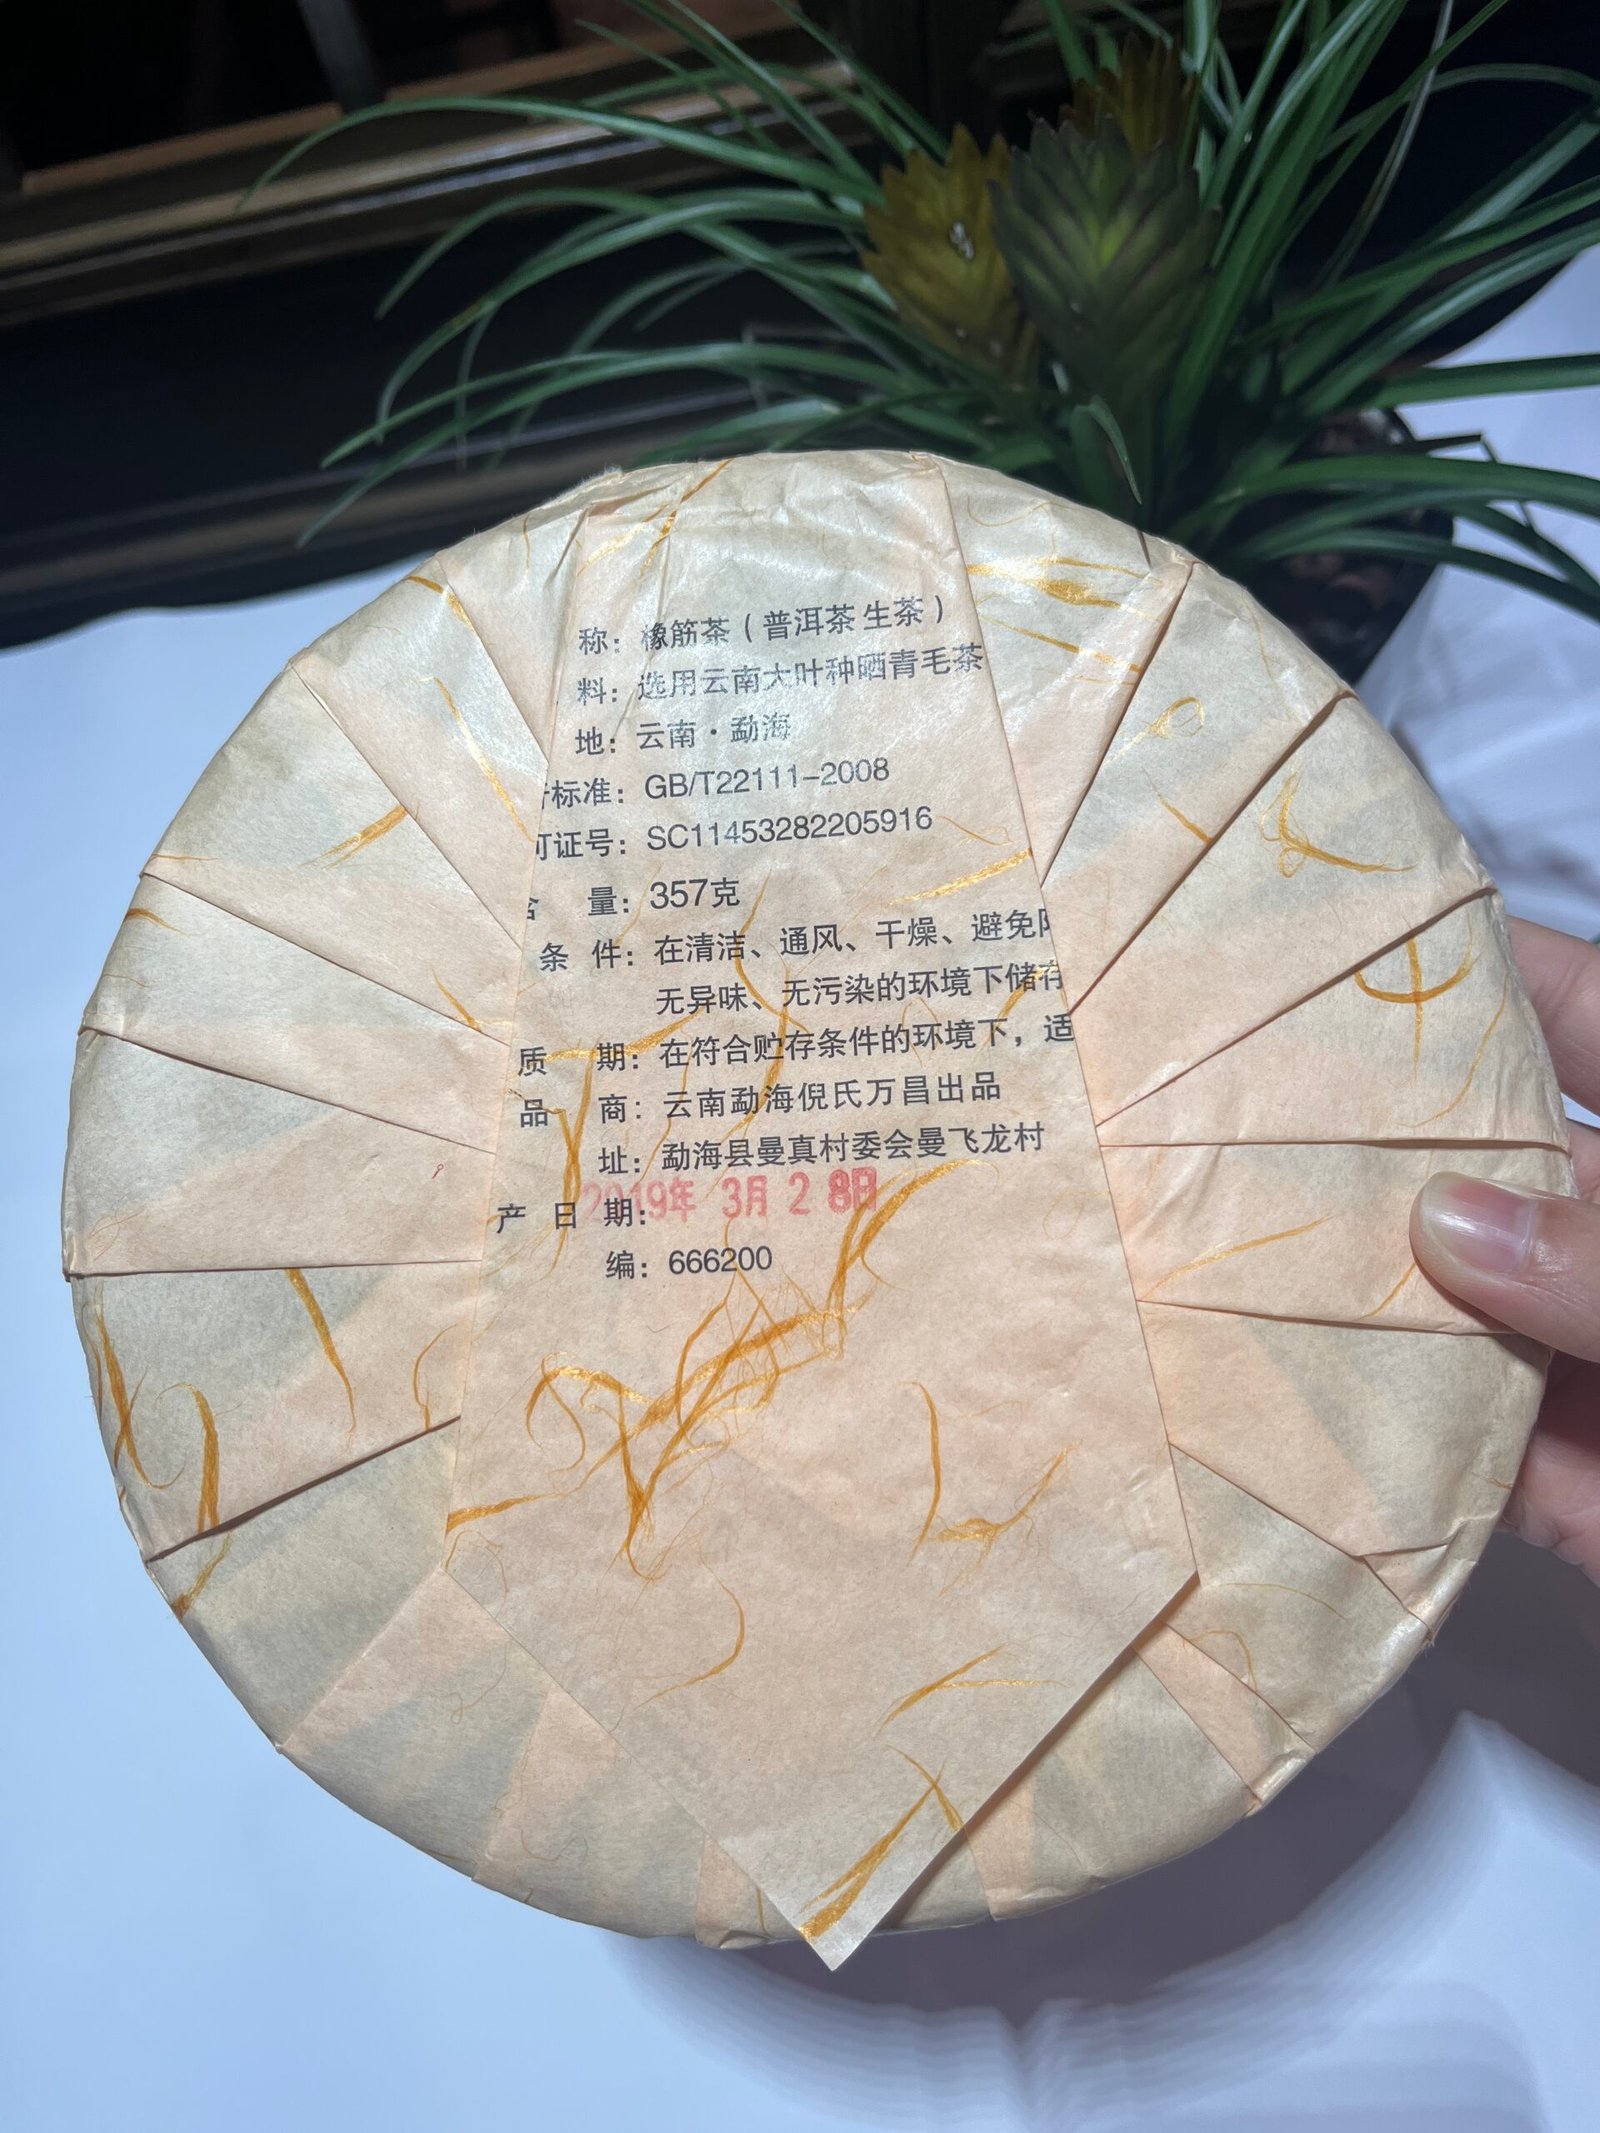 称：橡筋茶（普洱茶 生茶）
料：选用云南大叶种晒青毛茶
地：云南·勐海
标准：GB/T22111-2008
可证号：SC11453282205916
含 量：357克
条 件：在清洁、通风、干燥、避免
无异味、无污染的环境下储存
质 期：在符合贮存条件的环境下，适
品 商：云南勐海倪氏万昌出品
址：勐海县曼真村委会曼飞龙村
产 日 期：2019年 3月 2 8日
编：666200